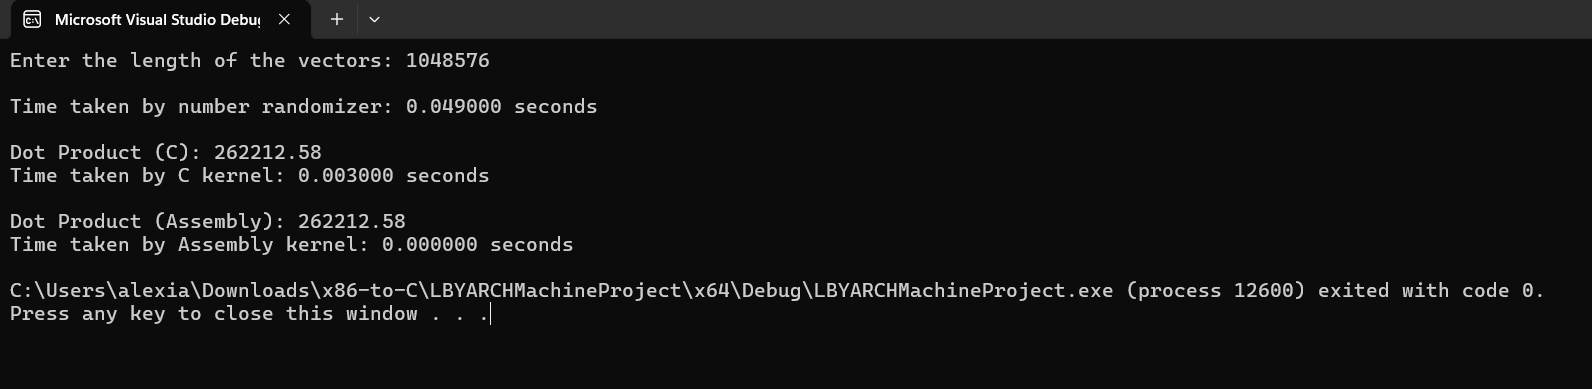 Microsoft Visual Studio Debu
Enter the length of the vectors: 1048576
Time taken by number randomizer: 0.049000 seconds
Dot Product (C): 262212.58
Time taken by C kernel: 0.003000 seconds
Dot Product (Assembly): 262212.58
Time taken by Assembly kernel: 0.000000 seconds
C:\Users\alexia\Downloads\x86-to-C\LBYARCHMachineProject\x64\Debug\LBYARCHMachineProject.exe (process 12600) exited with code 0.
Press any key to close this window . . .